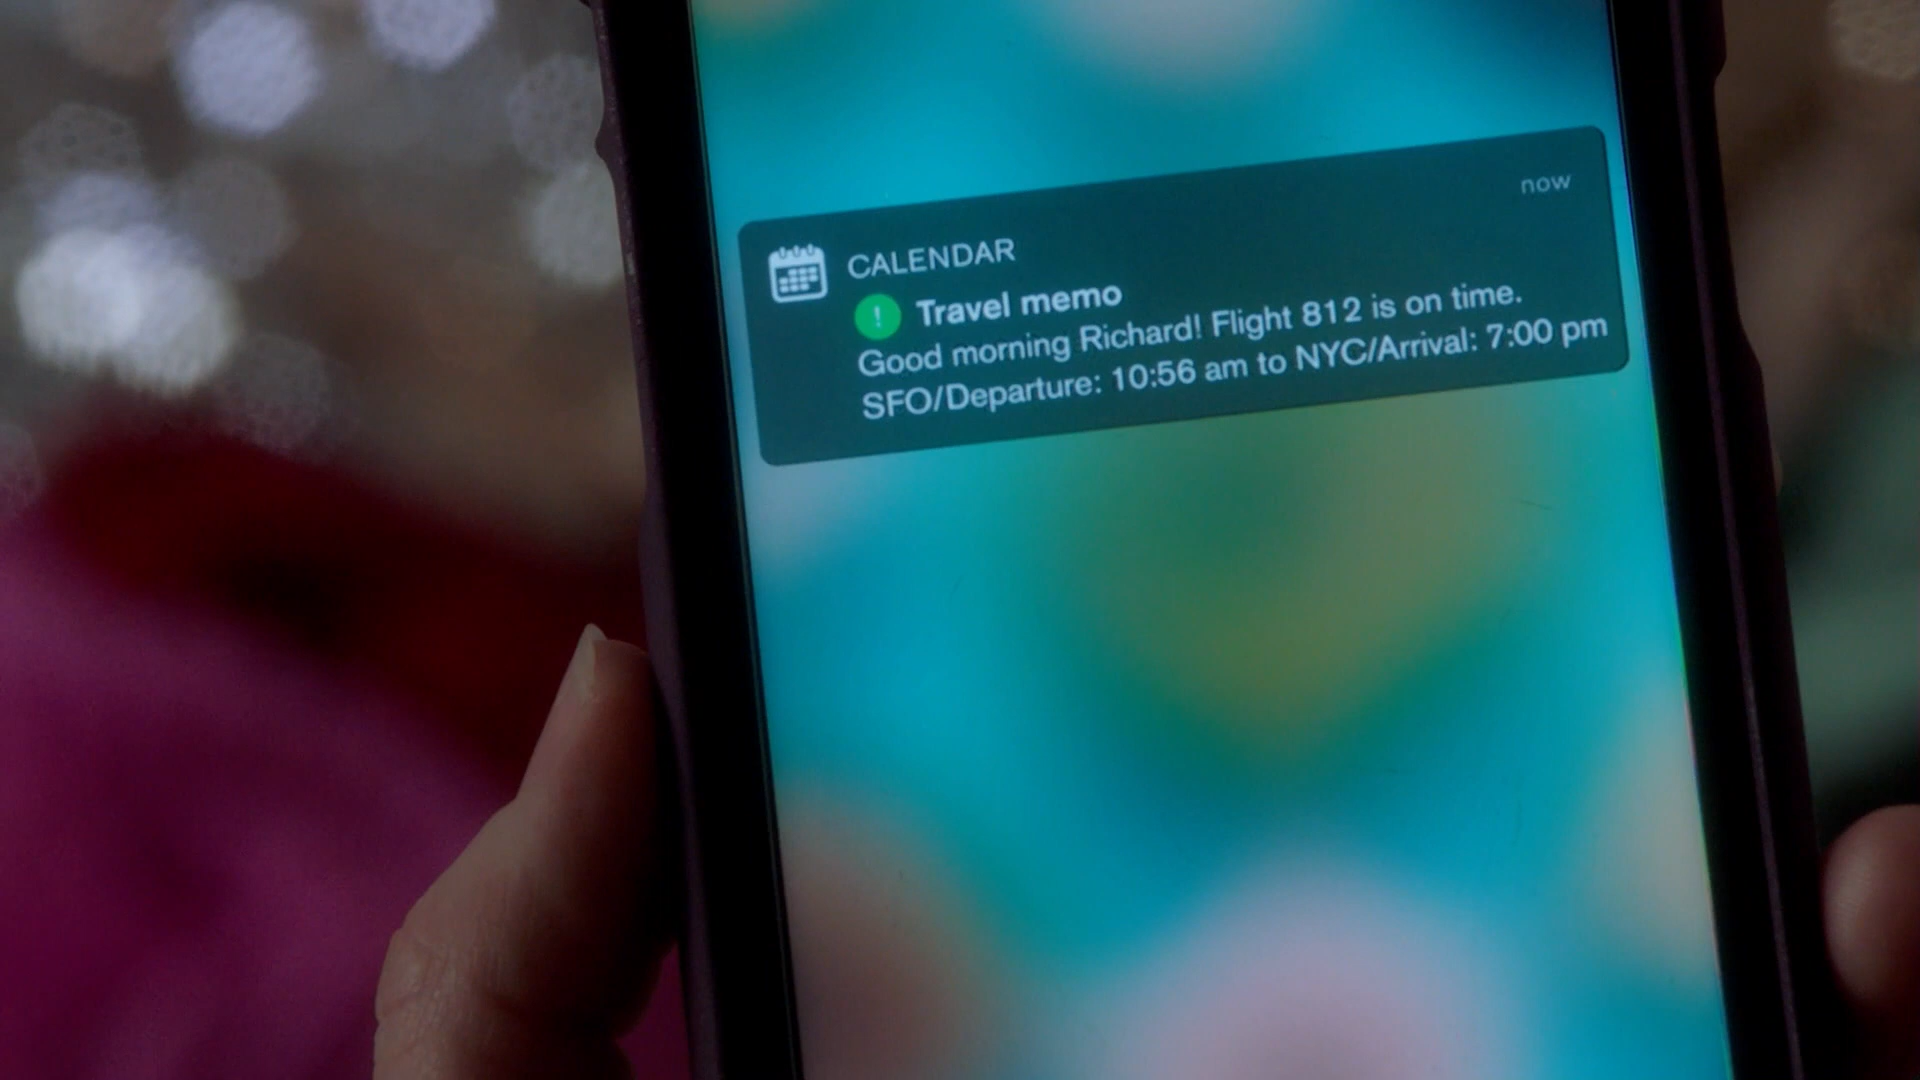 now
CALENDAR
! Travel memo
Good morning Richard! Flight 812 is on time.
SFO/Departure: 10:56 am to NYC/Arrival: 7:00 pm